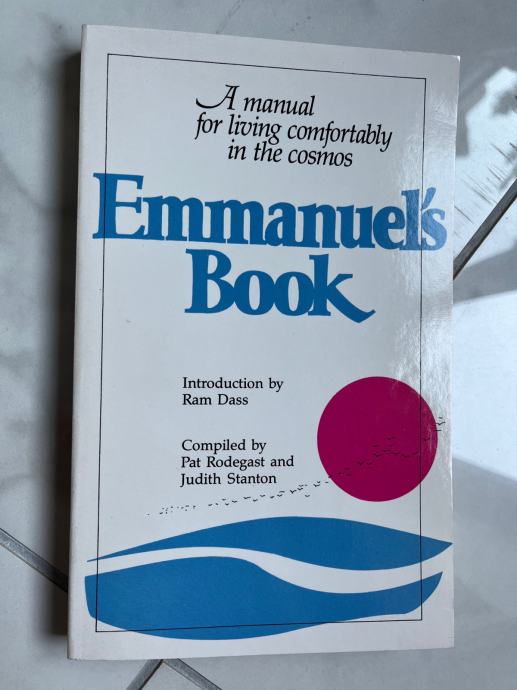 A manual
for living comfortably
in the cosmos
Emmanuel's
Book
Introduction by
Ram Dass
Compiled by
Pat Rodegast and
Judith Stanton